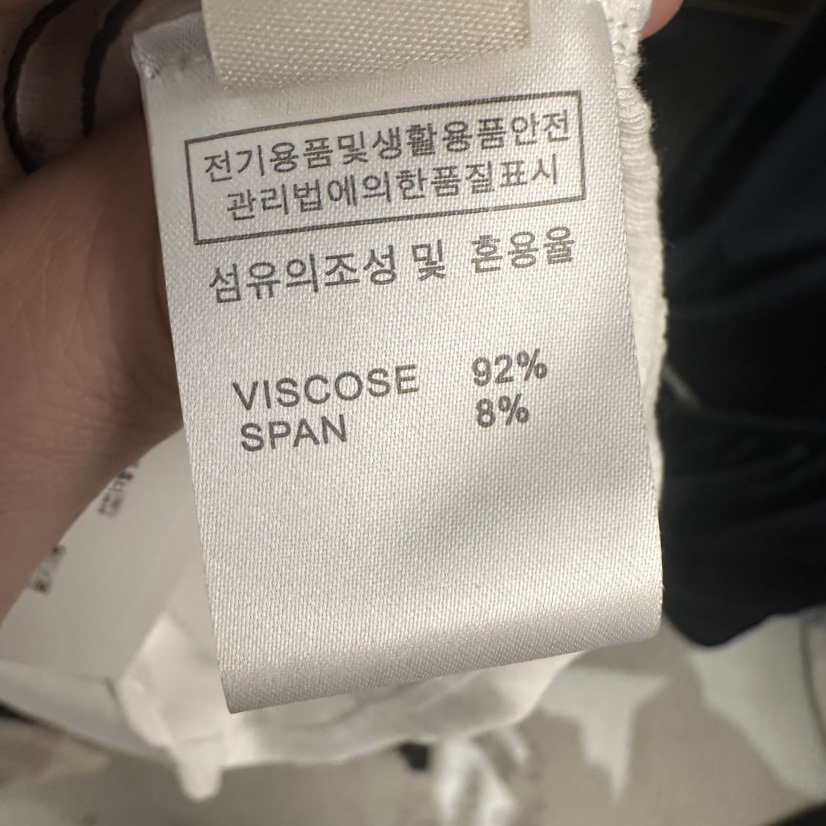 전기용품및생활용품안전
관리법에의한품질표시
섬유의조성 및 혼용율
VISCOSE 92%
SPAN 8%